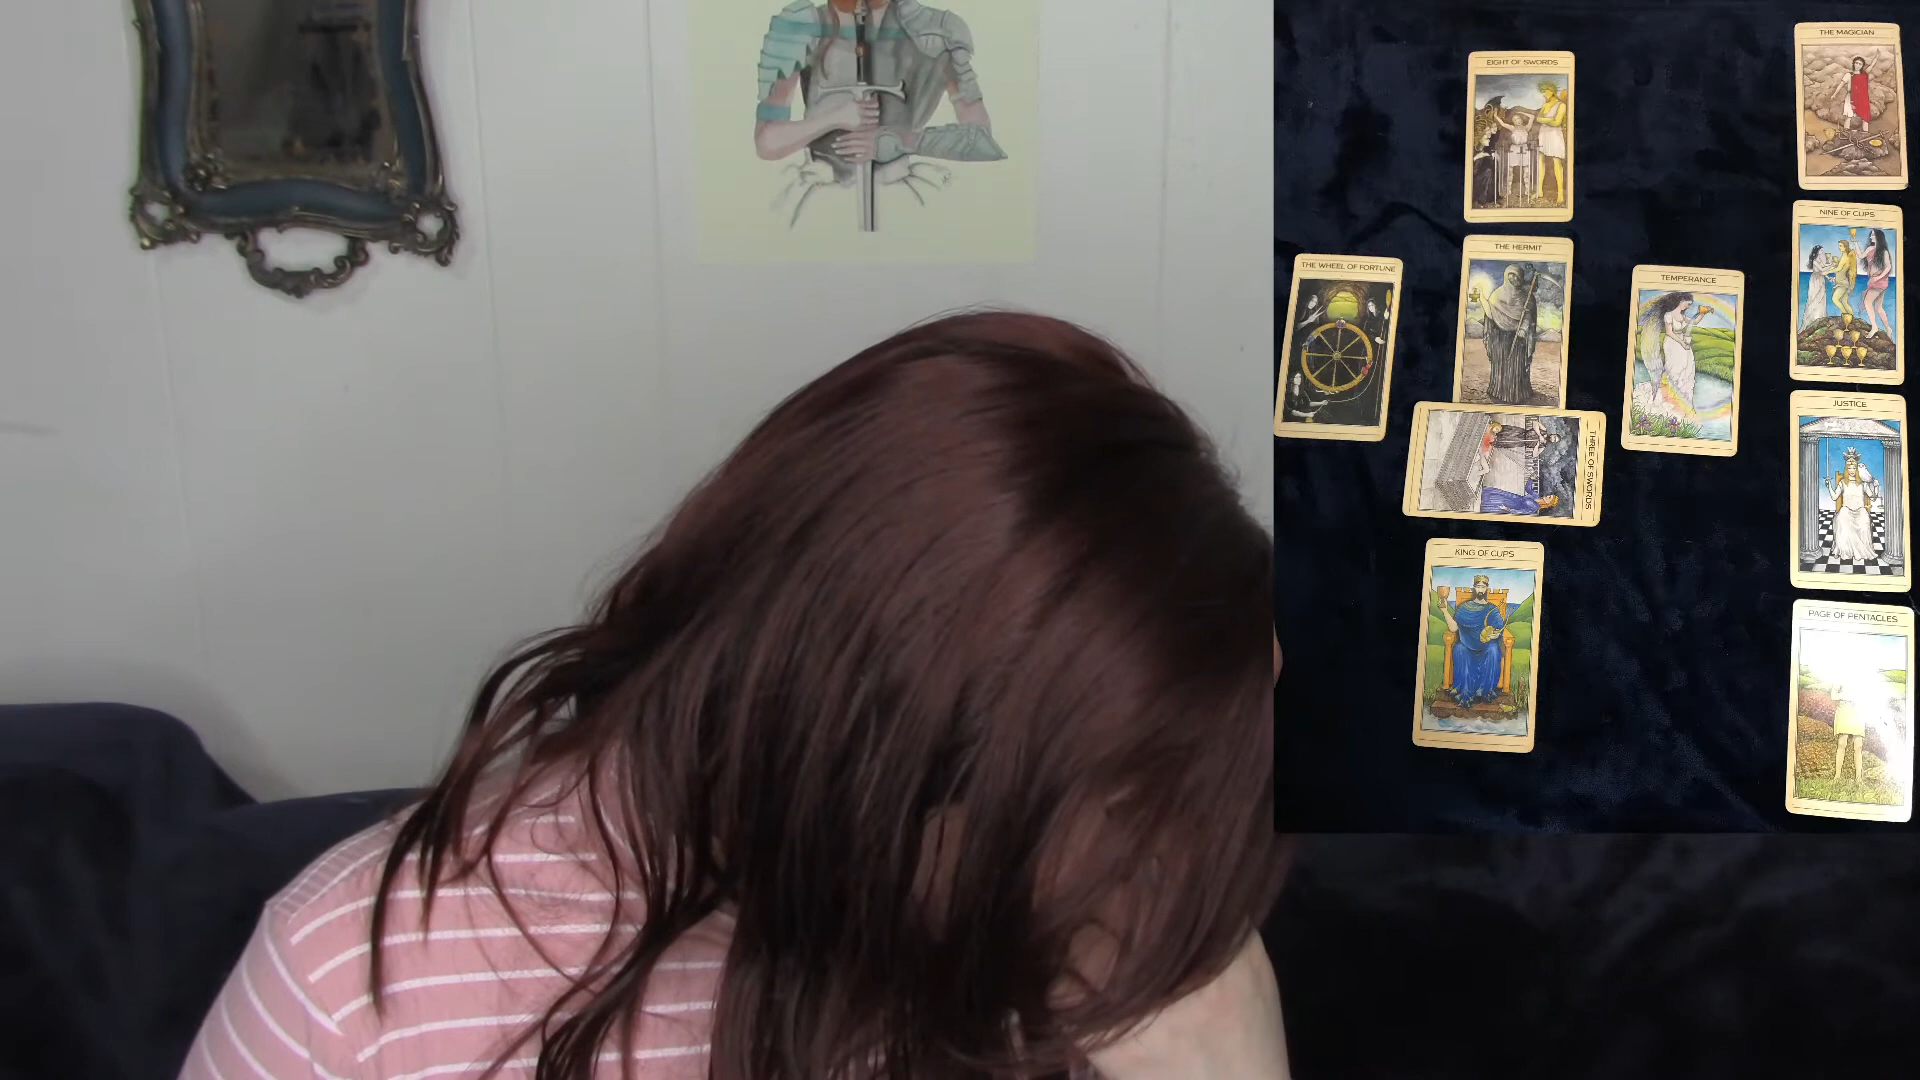 EIGHT OF SWORDS
THE HERMIT
THE WHEEL OF FORTUNE
TEMPERANCE
THREE OF SWORDS
KING OF CUPS
THE MAGICIAN
NINE OF CUPS
JUSTICE
PAGE OF PENTACLES